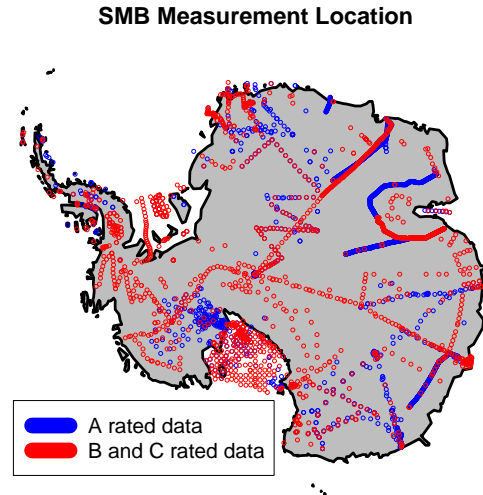 SMB Measurement Location
A rated data
B and C rated data